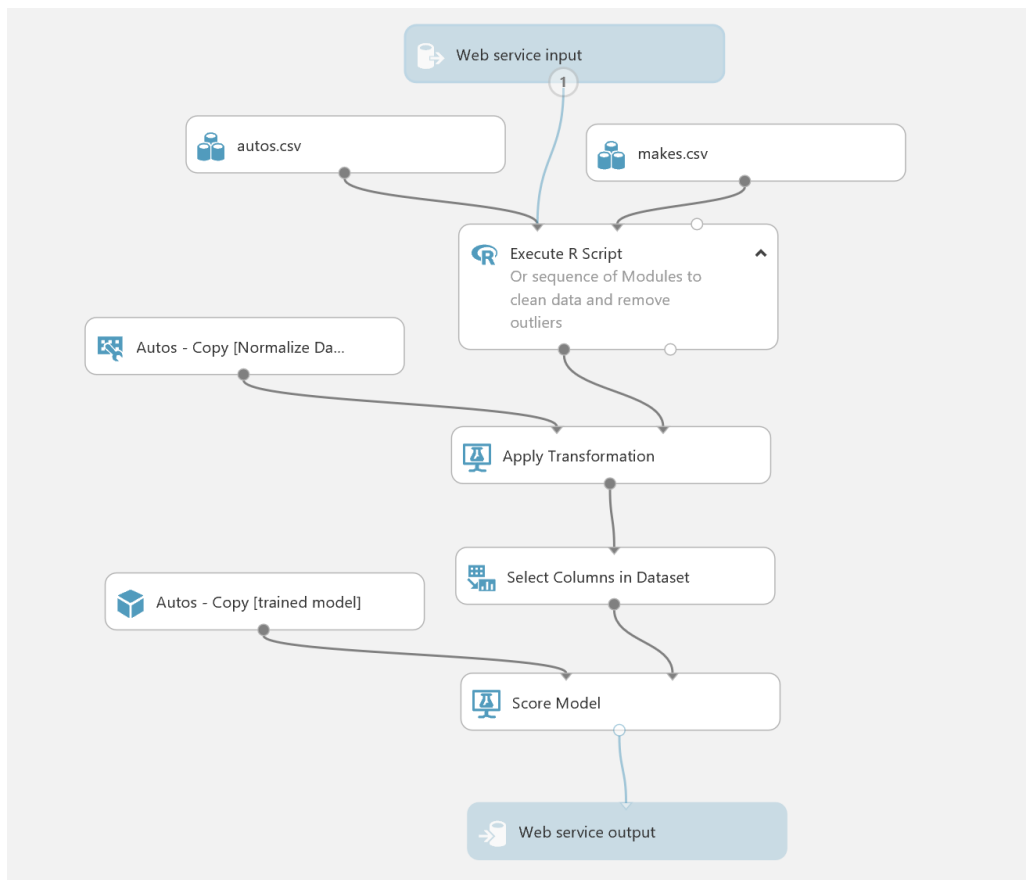 Web service input
1
autos.csv
makes.csv
Execute R Script
Or sequence of Modules to
clean data and remove
outliers
Autos - Copy [Normalize Da...
Apply Transformation
Select Columns in Dataset
Autos - Copy [trained model]
Score Model
Web service output